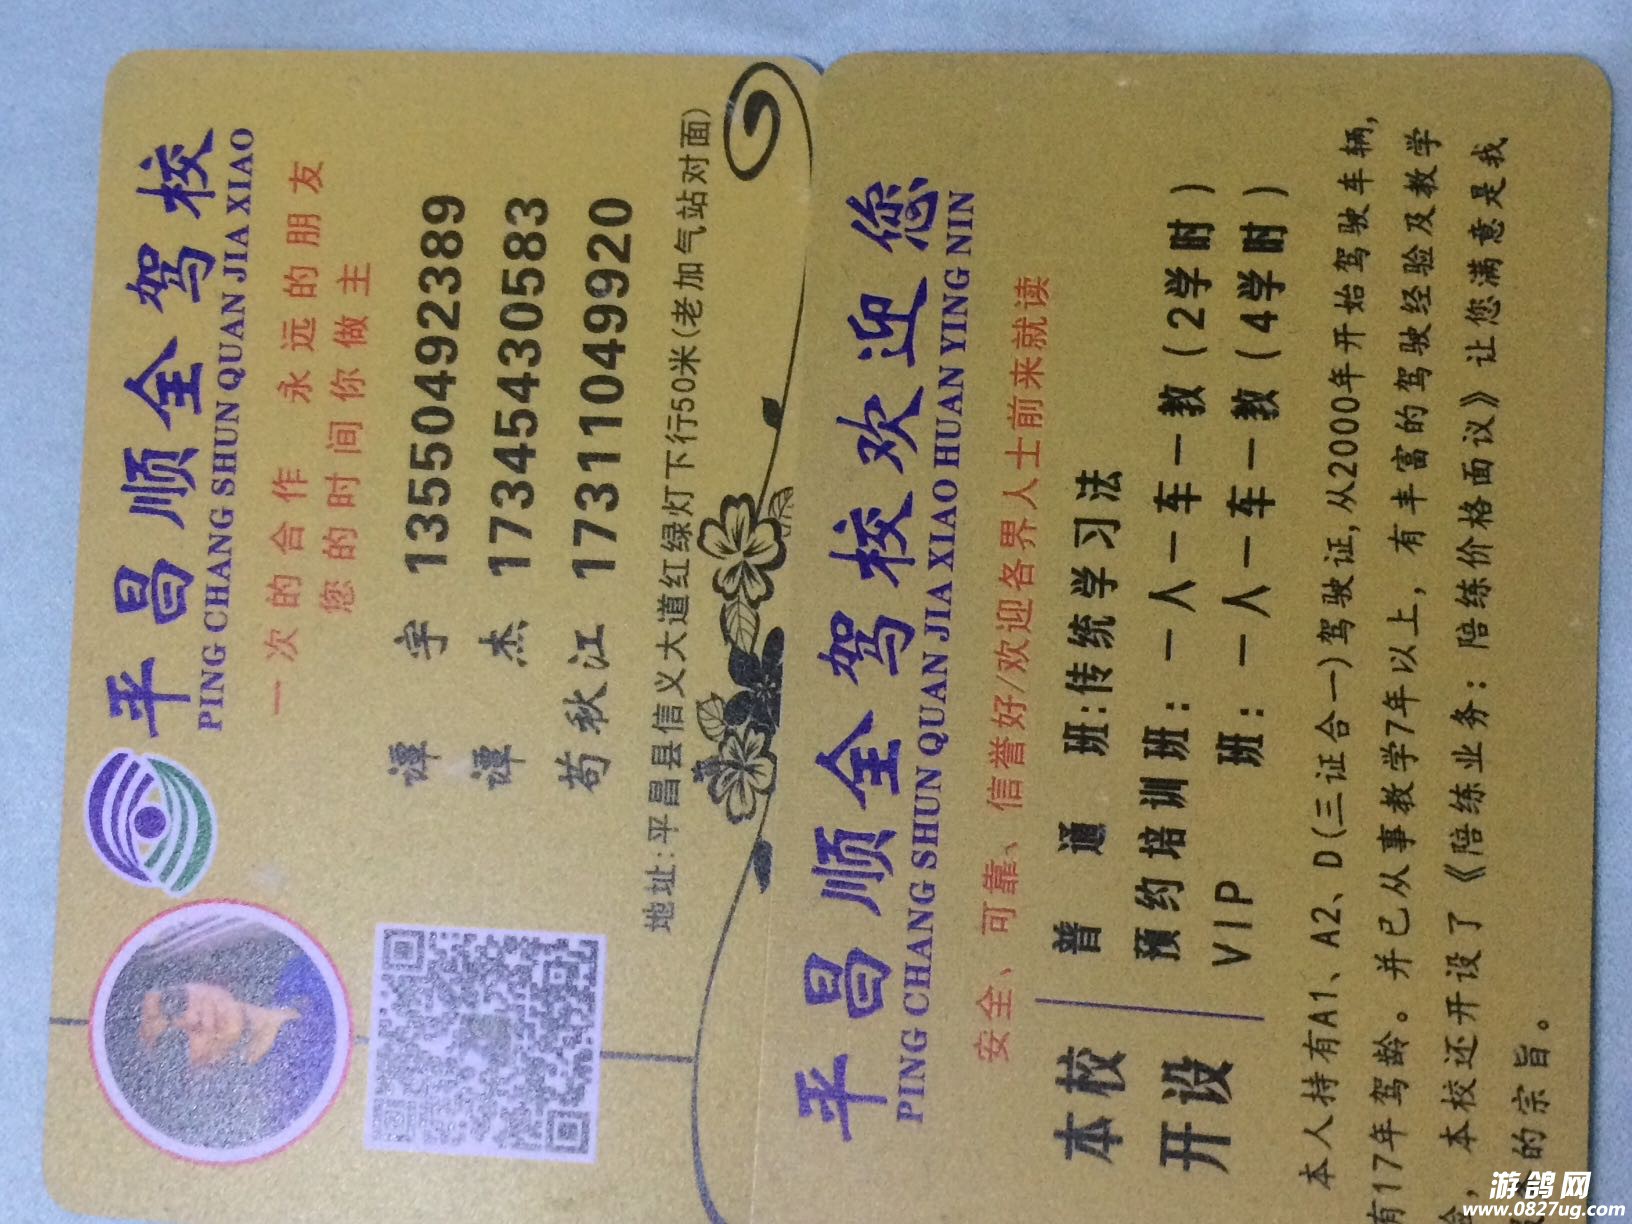 平昌顺全驾校
PING CHANG SHUN QUAN JIA XIAO
一次的合作 永远的朋友
您的时间你做主
谭 宇 13550492389
谭 杰 17345430583
苟秋江 17311049920
地址:平昌县信义大道红绿灯下行50米(老加气站对面)
平昌顺全驾校欢迎您
PING CHANG SHUN QUAN JIA XIAO HUAN YING NIN
安全、可靠、信誉好/欢迎各界人士前来就读
本校开设
普通班:传统学习法
预约培训班:一人一车一教(2学时)
VIP班:一人一车一教(4学时)
本人持有A1、A2、D(三证合一)驾驶证,从2000年开始驾驶车辆,
有17年驾龄。并已从事教学7年以上,有丰富的驾驶经验及教学
本校还开设了《陪练业务:陪练价格面议》让您满意是我
的宗旨。
游鸽网
www.0827ug.com